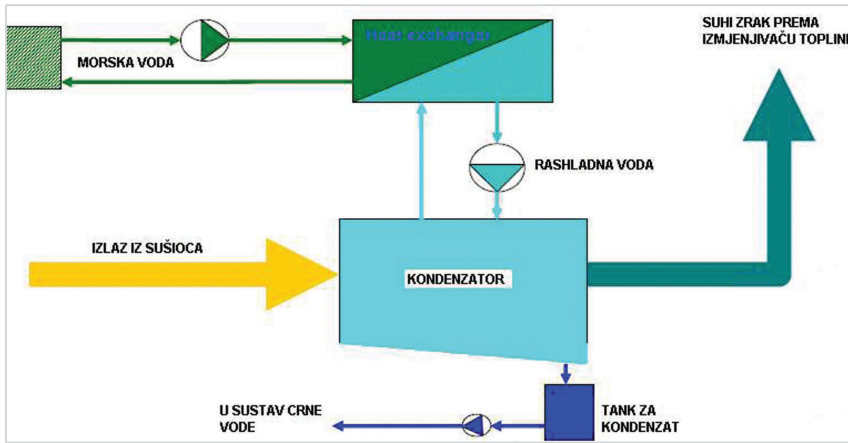 Heat exchanger
SUHI ZRAK PREMA
IZMJENJIVAČU TOPLINE
MORSKA VODA
RASHLADNA VODA
IZLAZ IZ SUŠIOCA
KONDENZATOR
U SUSTAV CRNE
VODE
TANK ZA
KONDENZAT